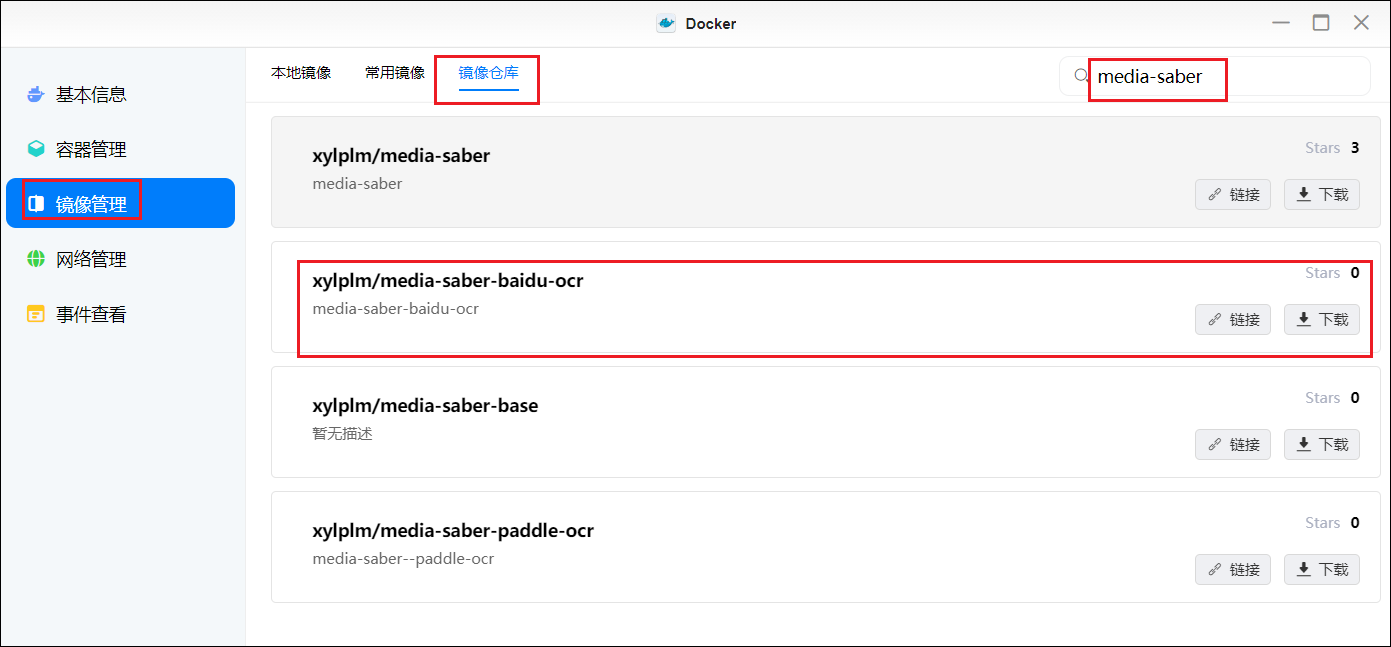 Docker
基本信息
容器管理
镜像管理
网络管理
事件查看
本地镜像 常用镜像 镜像仓库 media-saber
xylplm/media-saber Stars 3
media-saber
链接 下载
xylplm/media-saber-baidu-ocr Stars 0
media-saber-baidu-ocr
链接 下载
xylplm/media-saber-base Stars 0
暂无描述
链接 下载
xylplm/media-saber-paddle-ocr Stars 0
media-saber--paddle-ocr
链接 下载